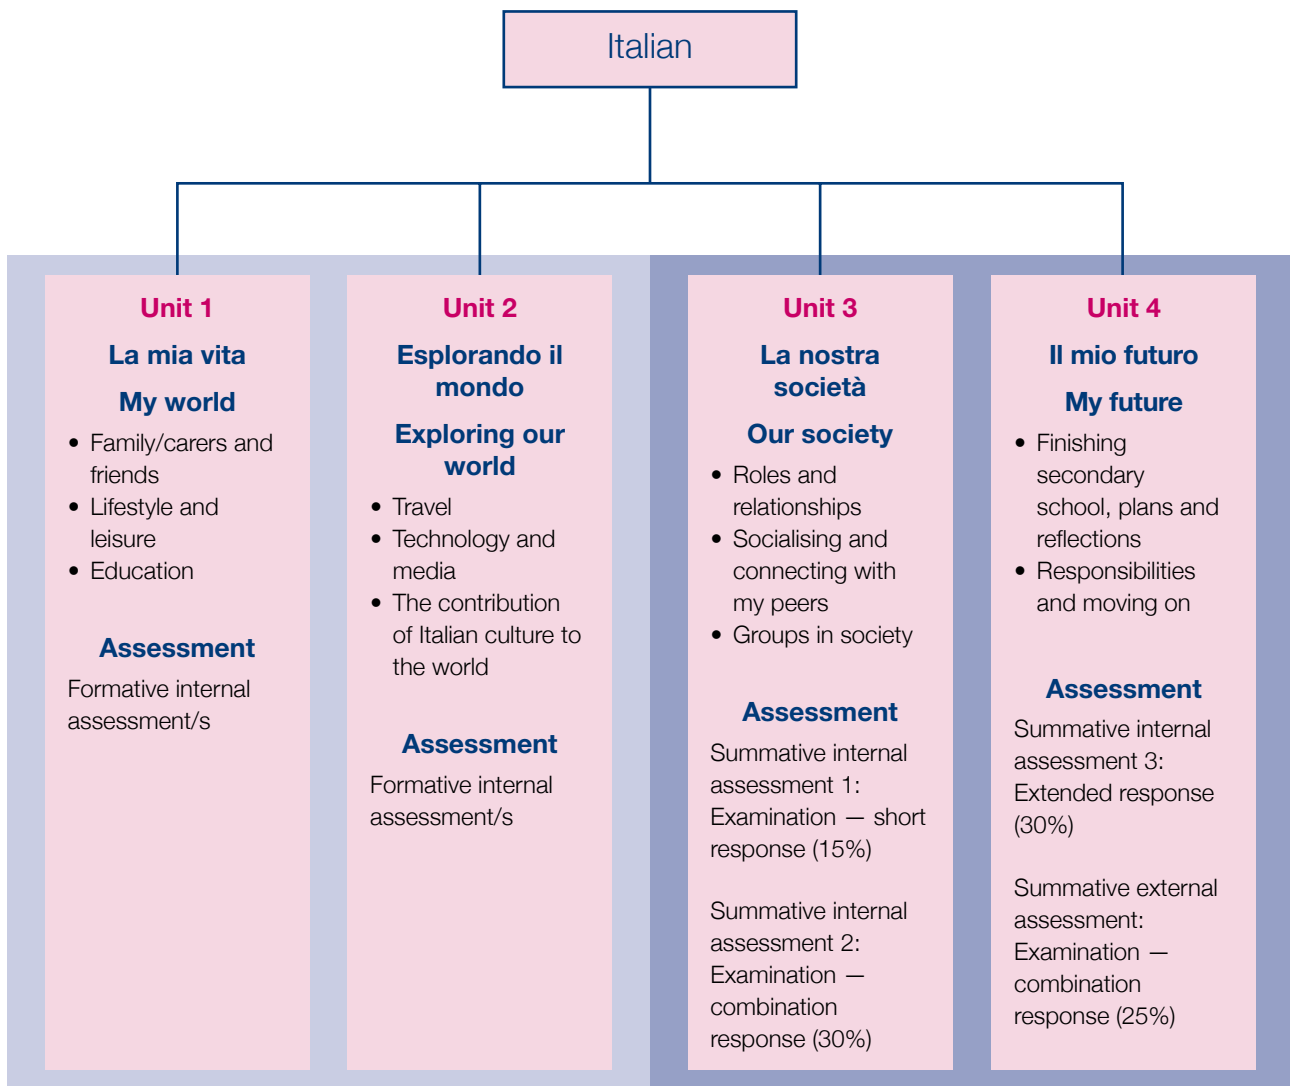 Italian
Unit 1
La mia vita
My world
• Family/carers and
friends
• Lifestyle and
leisure
• Education
Assessment
Formative internal
assessment/s
Unit 2
Esplorando il
mondo
Exploring our
world
• Travel
• Technology and
media
• The contribution
of Italian culture to
the world
Assessment
Formative internal
assessment/s
Unit 3
La nostra
società
Our society
• Roles and
relationships
• Socialising and
connecting with
my peers
• Groups in society
Assessment
Summative internal
assessment 1:
Examination — short
response (15%)
Summative internal
assessment 2:
Examination —
combination
response (30%)
Unit 4
Il mio futuro
My future
• Finishing
secondary
school, plans and
reflections
• Responsibilities
and moving on
Assessment
Summative internal
assessment 3:
Extended response
(30%)
Summative external
assessment:
Examination —
combination
response (25%)